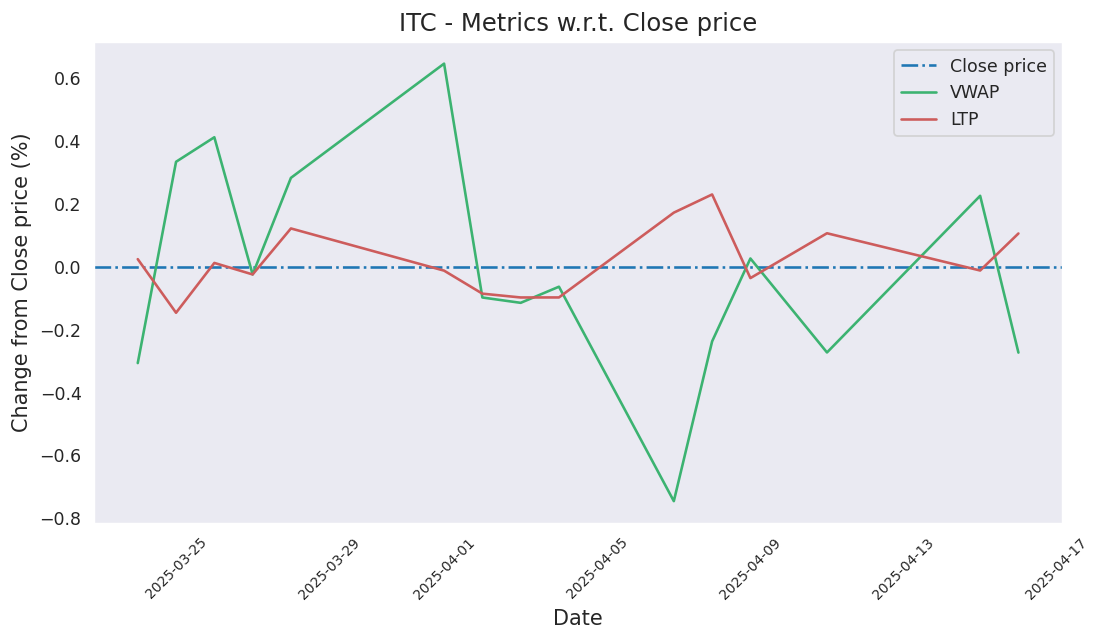 ITC - Metrics w.r.t. Close price
Close price
VWAP
LTP
Change from Close price (%)
0.6
0.4
0.2
0.0
−0.2
−0.4
−0.6
−0.8
2025-03-25
2025-03-29
2025-04-01
2025-04-05
2025-04-09
2025-04-13
2025-04-17
Date